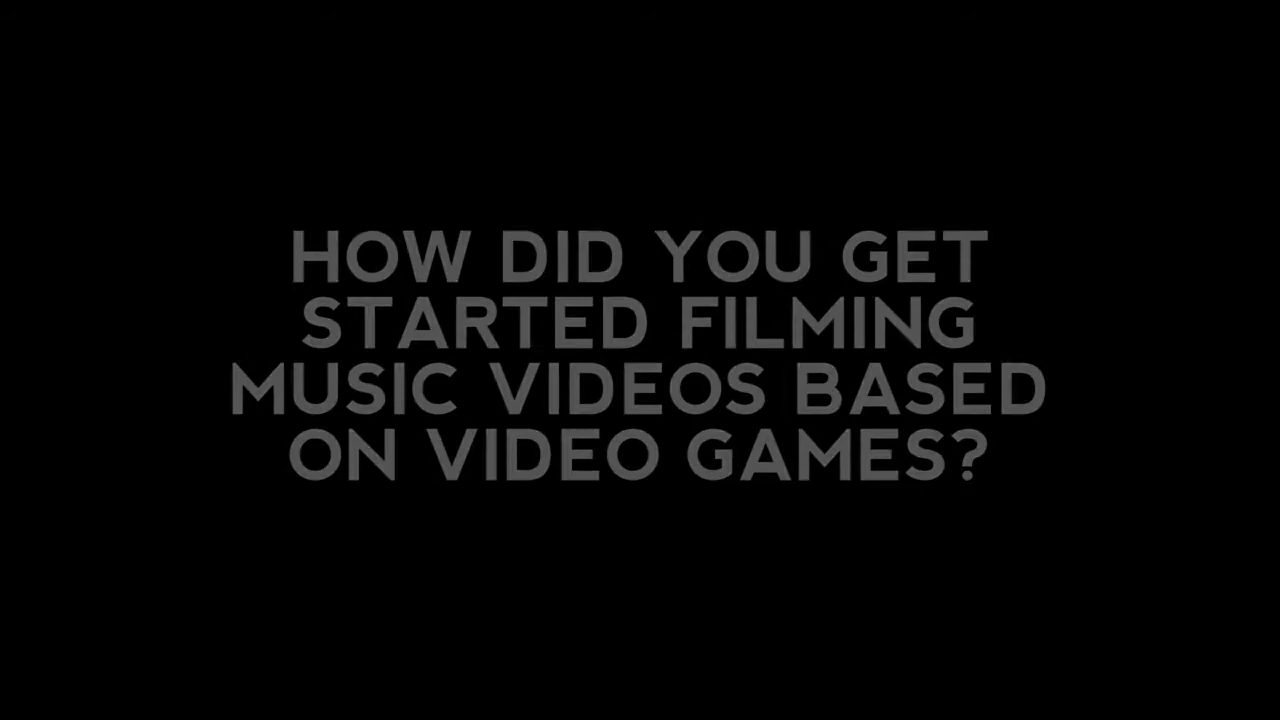 HOW DID YOU GET
STARTED FILMING
MUSIC VIDEOS BASED
ON VIDEO GAMES?